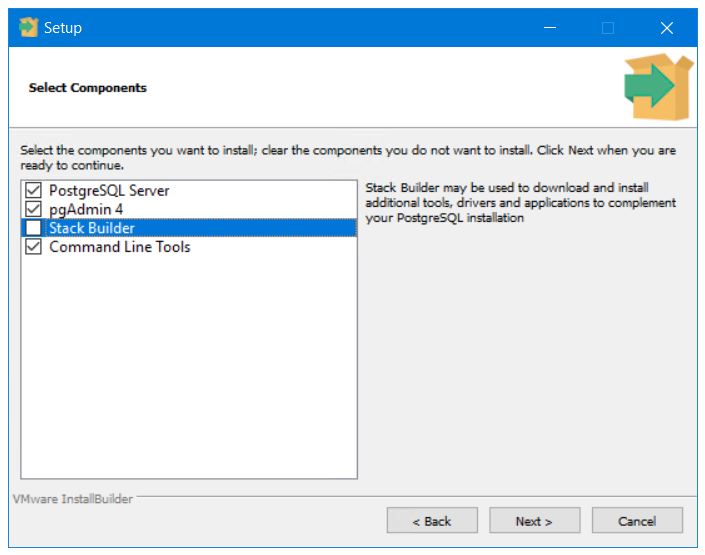 Setup
Select Components
Select the components you want to install; clear the components you do not want to install. Click Next when you are
ready to continue.
PostgreSQL Server
pgAdmin 4
Stack Builder
Command Line Tools
Stack Builder may be used to download and install
additional tools, drivers and applications to complement
your PostgreSQL installation
VMware InstallBuilder
< Back
Next >
Cancel